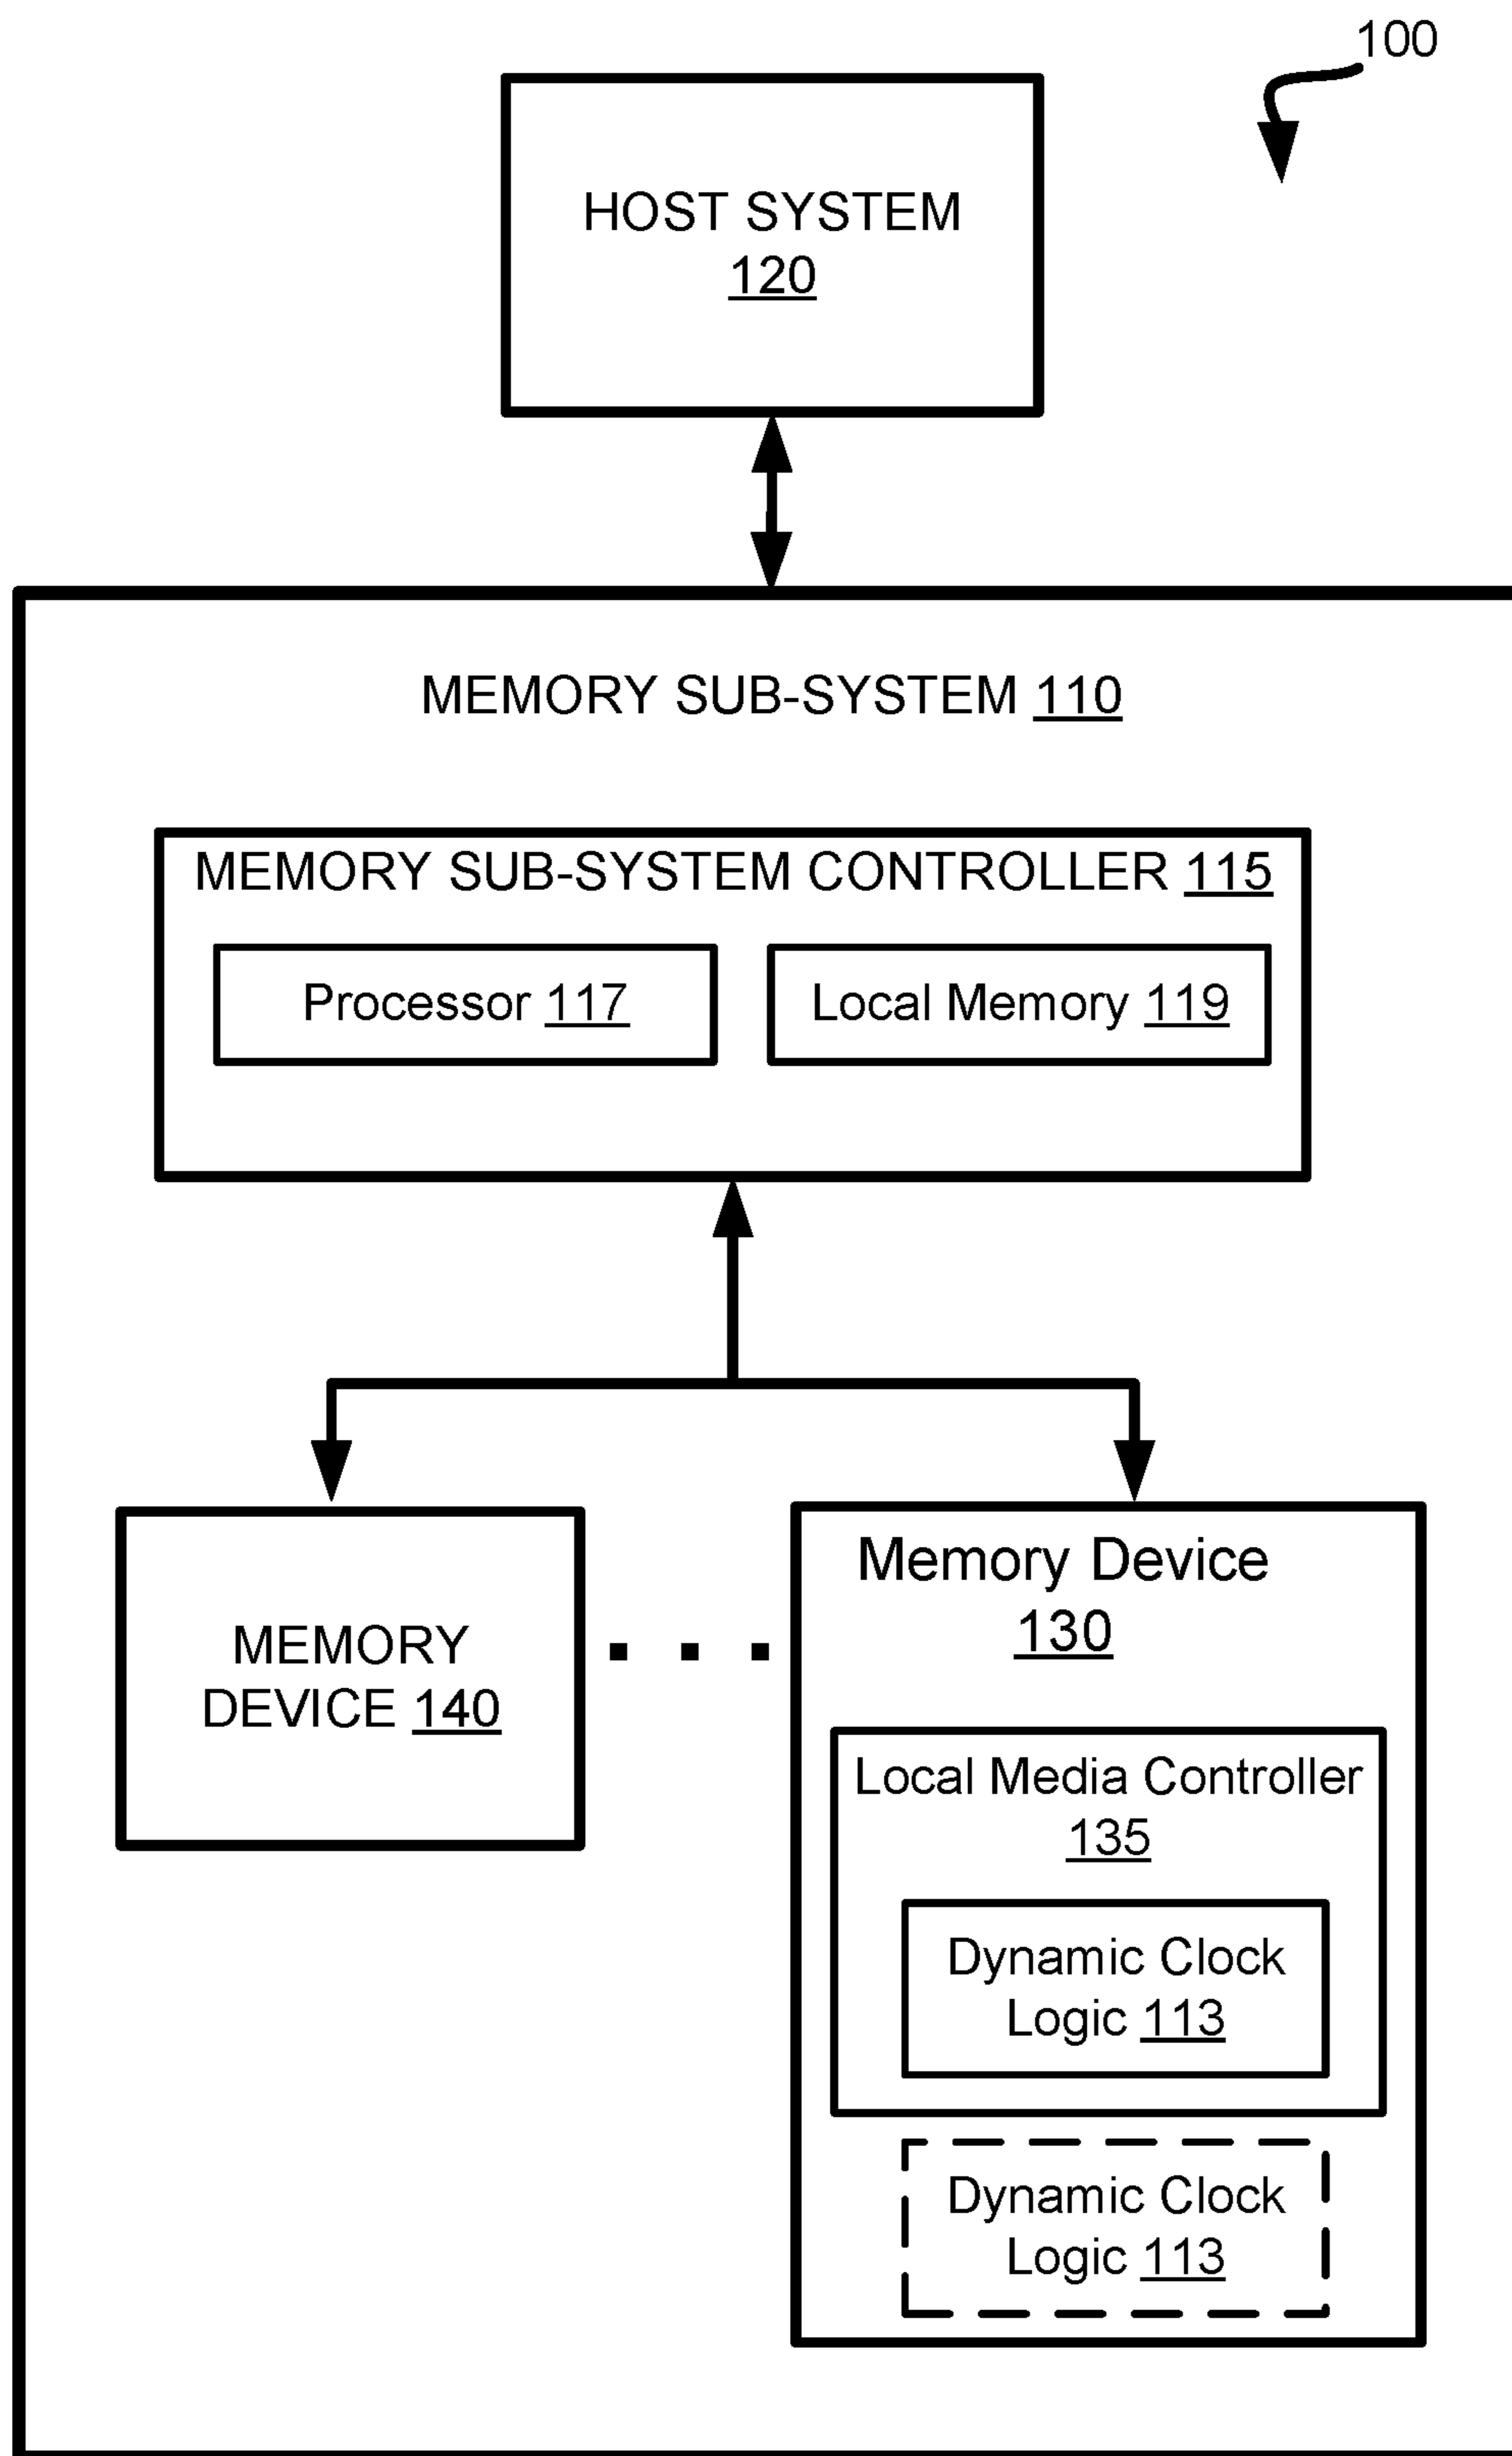 100
HOST SYSTEM
120
MEMORY SUB-SYSTEM 110
MEMORY SUB-SYSTEM CONTROLLER 115
Processor 117
Local Memory 119
MEMORY
DEVICE 140
Memory Device
130
Local Media Controller
135
Dynamic Clock
Logic 113
Dynamic Clock
Logic 113